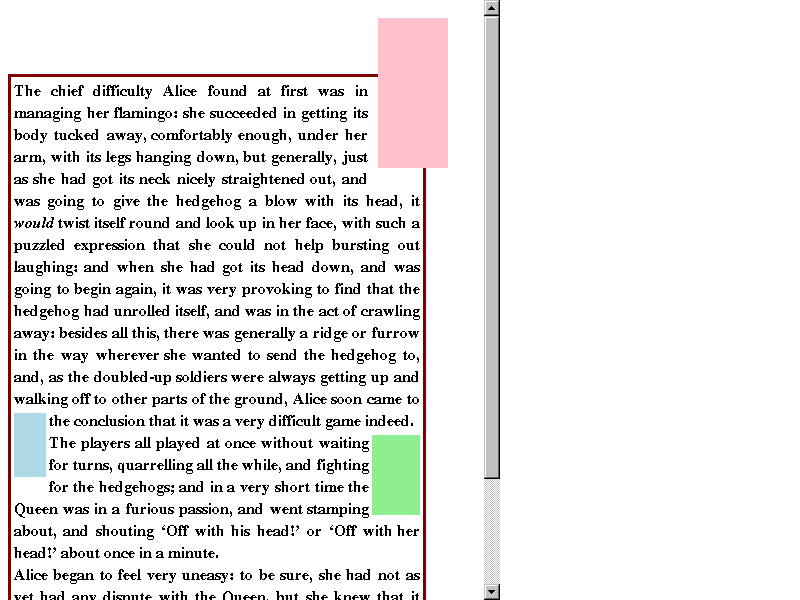 The chief difficulty Alice found at first was in
managing her flamingo: she succeeded in getting its
body tucked away, comfortably enough, under her
arm, with its legs hanging down, but generally, just
as she had got its neck nicely straightened out, and
was going to give the hedgehog a blow with its head, it
would twist itself round and look up in her face, with such a
puzzled expression that she could not help bursting out
laughing: and when she had got its head down, and was
going to begin again, it was very provoking to find that the
hedgehog had unrolled itself, and was in the act of crawling
away: besides all this, there was generally a ridge or furrow
in the way wherever she wanted to send the hedgehog to,
and, as the doubled-up soldiers were always getting up and
walking off to other parts of the ground, Alice soon came to
the conclusion that it was a very difficult game indeed.
The players all played at once without waiting
for turns, quarrelling all the while, and fighting
for the hedgehogs; and in a very short time the
Queen was in a furious passion, and went stamping
about, and shouting ‘Off with his head!’ or ‘Off with her
head!’ about once in a minute.
Alice began to feel very uneasy: to be sure, she had not as
yet had any dispute with the Queen, but she knew that it